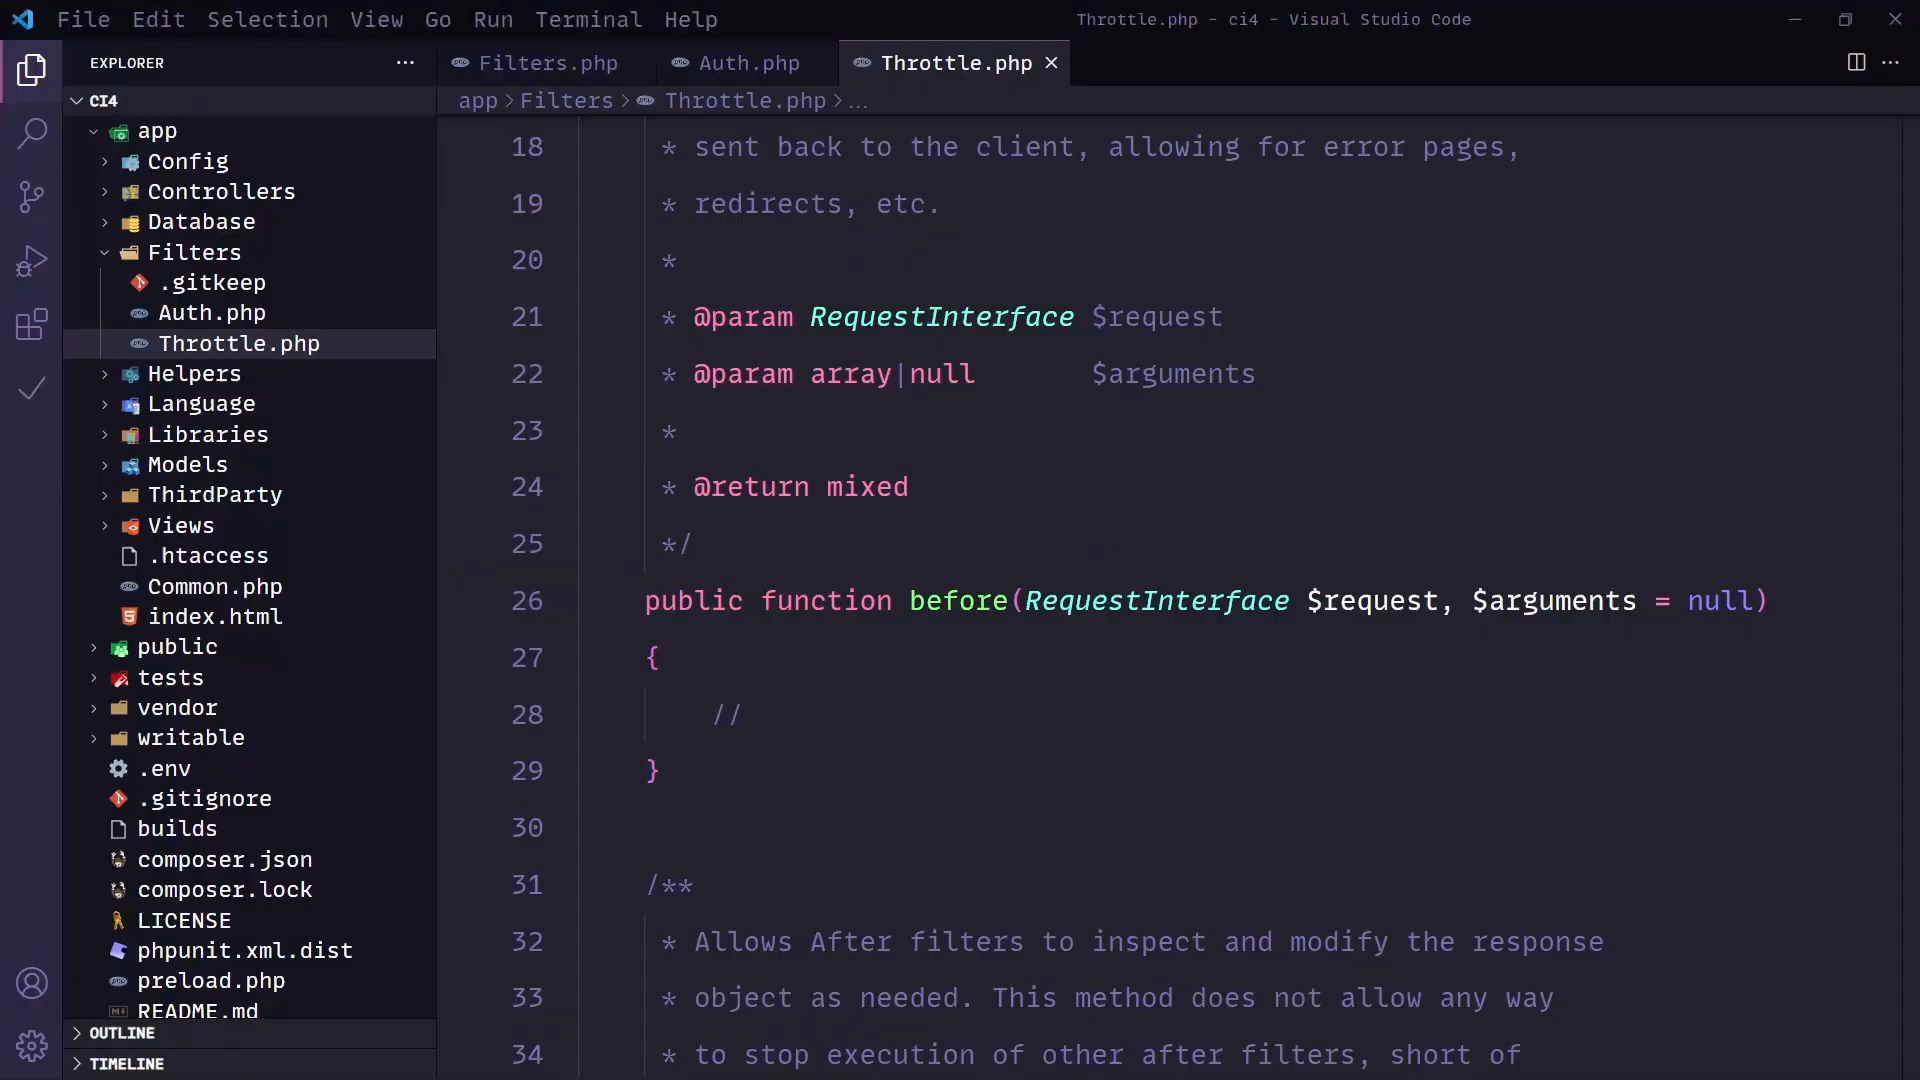 File Edit Selection View Go Run Terminal Help
Throttle.php - ci4 - Visual Studio Code
EXPLORER
CI4
app
Config
Controllers
Database
Filters
.gitkeep
Auth.php
Throttle.php
Helpers
Language
Libraries
Models
ThirdParty
Views
.htaccess
Common.php
index.html
public
tests
vendor
writable
.env
.gitignore
builds
composer.json
composer.lock
LICENSE
phpunit.xml.dist
preload.php
README.md
OUTLINE
TIMELINE
Filters.php Auth.php Throttle.php
app > Filters > Throttle.php > ...
18 * sent back to the client, allowing for error pages,
19 * redirects, etc.
20 *
21 * @param RequestInterface $request
22 * @param array|null $arguments
23 *
24 * @return mixed
25 */
26 public function before(RequestInterface $request, $arguments = null)
27 {
28 //
29 }
30
31 /**
32 * Allows After filters to inspect and modify the response
33 * object as needed. This method does not allow any way
34 * to stop execution of other after filters, short of